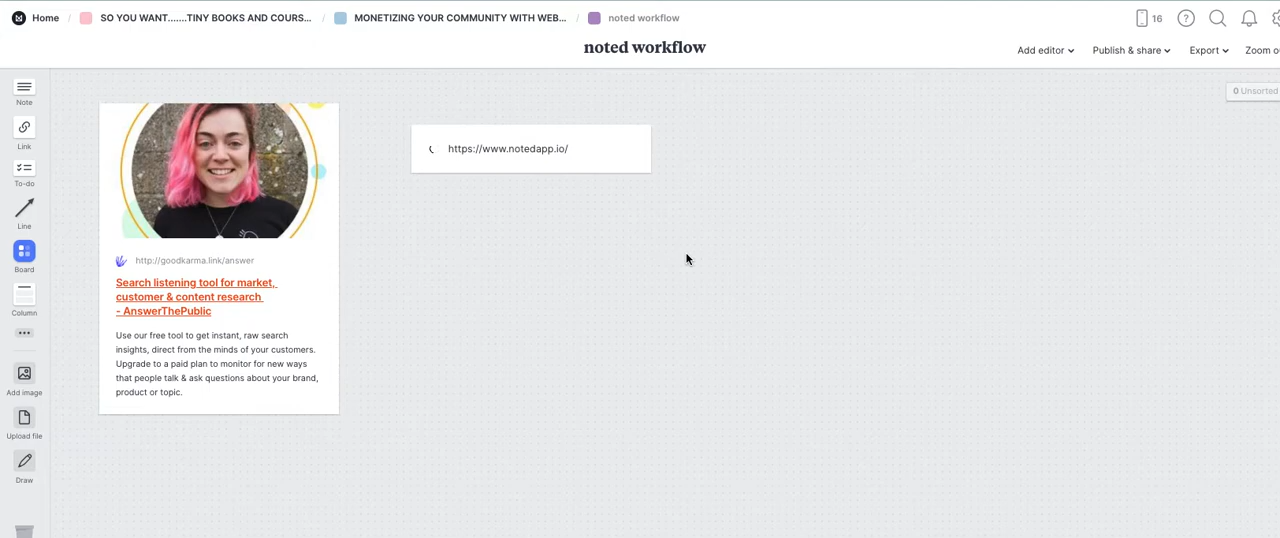 Home / SO YOU WANT.......TINY BOOKS AND COURS... / MONETIZING YOUR COMMUNITY WITH WEB... / noted workflow
16
noted workflow
Add editor
Publish & share
Export
Zoom
0 Unsorted
Note
Link
To-do
Line
Board
Column
Add image
Upload file
Draw
http://goodkarma.link/answer
Search listening tool for market,
customer & content research
- AnswerThePublic
Use our free tool to get instant, raw search
insights, direct from the minds of your customers.
Upgrade to a paid plan to monitor for new ways
that people talk & ask questions about your brand,
product or topic.
https://www.notedapp.io/